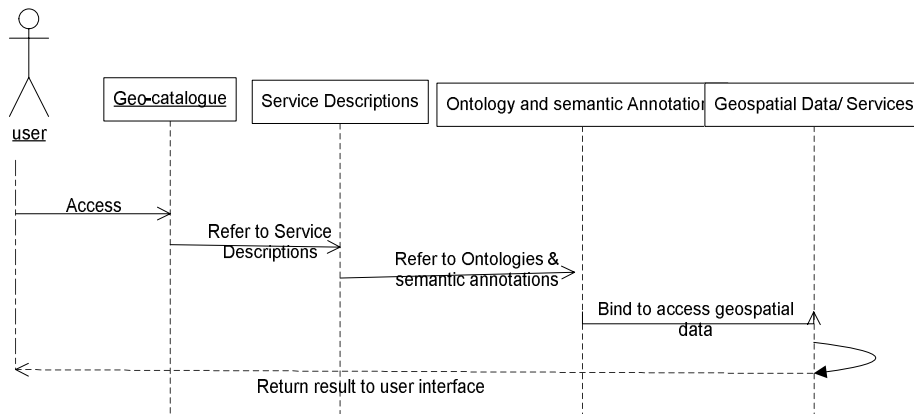 user
Geo-catalogue
Service Descriptions
Ontology and semantic Annotation
Geospatial Data/ Services
Access
Refer to Service
Descriptions
Refer to Ontologies &
semantic annotations
Bind to access geospatial
data
Return result to user interface